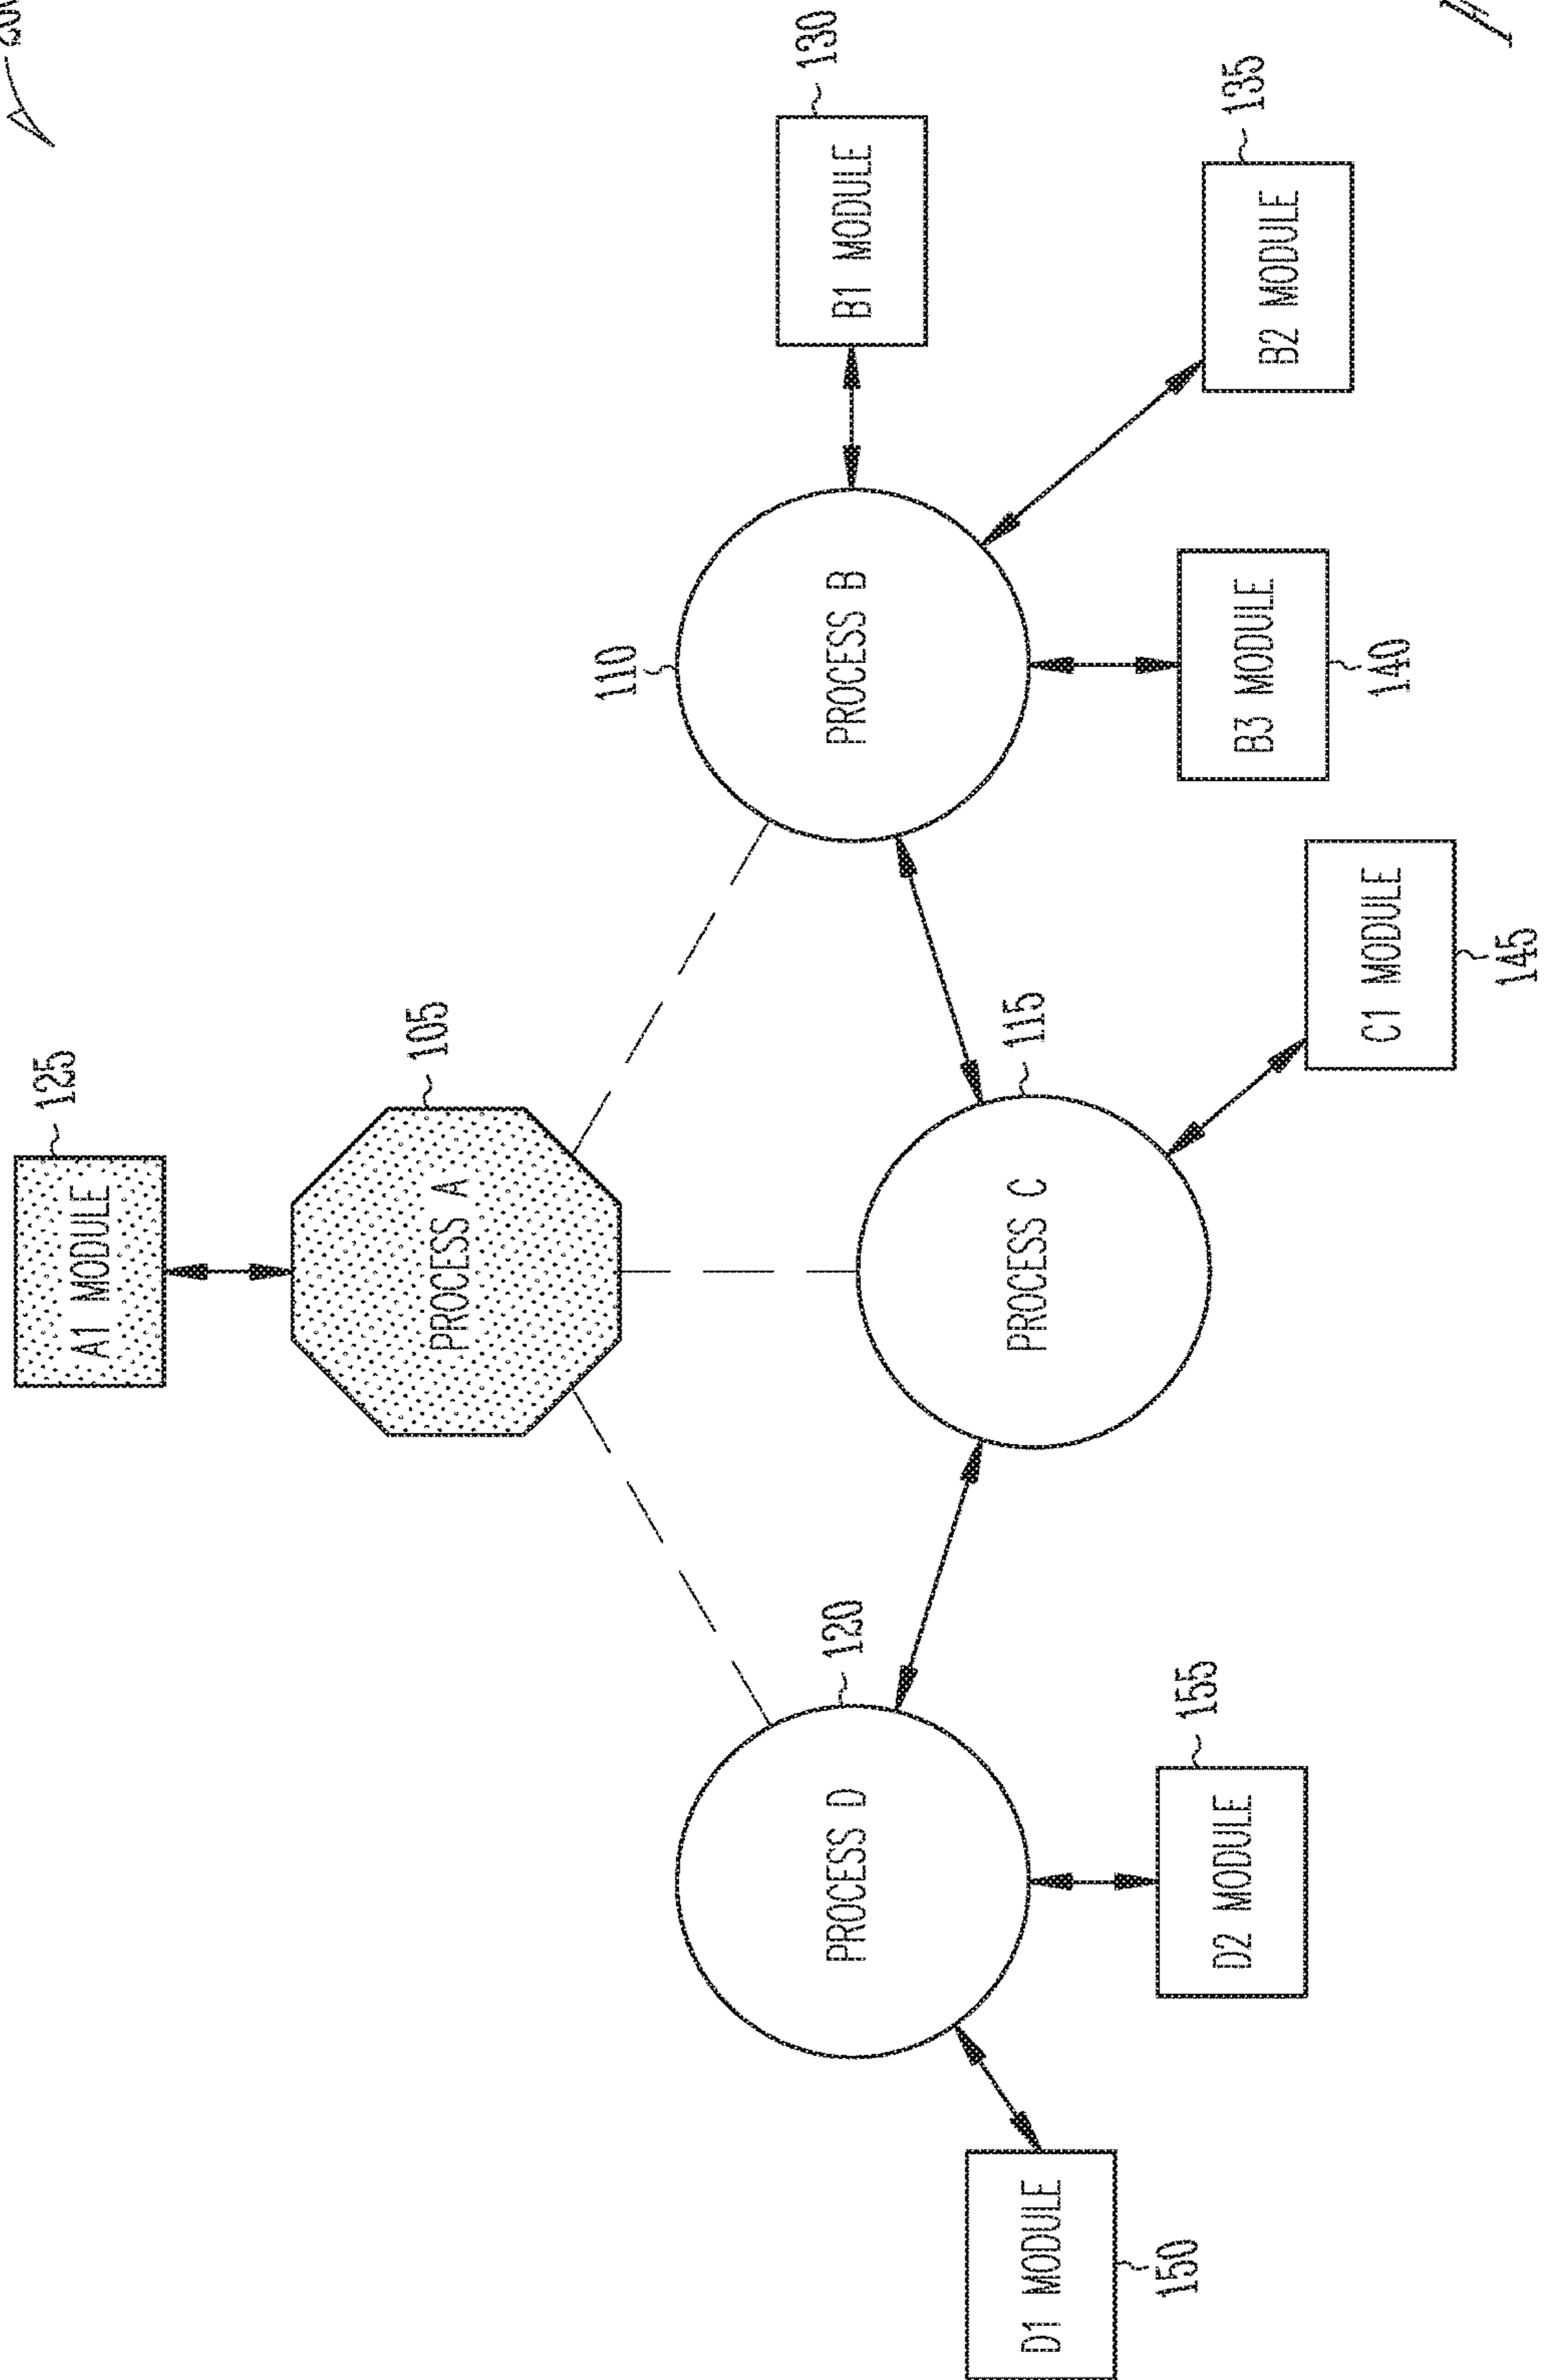 125
A1 MODULE
105
PROCESS A
120
PROCESS D
115
PROCESS C
110
PROCESS B
130
B1 MODULE
D1 MODULE
150
155
D2 MODULE
C1 MODULE
145
B3 MODULE
140
135
B2 MODULE